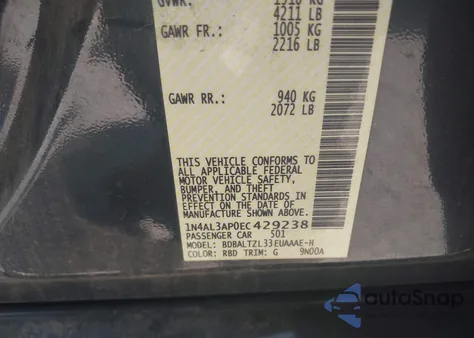 GVWR: 1910 KG
4211 LB
GAWR FR.: 1005 KG
2216 LB
GAWR RR.: 940 KG
2072 LB
THIS VEHICLE CONFORMS TO
ALL APPLICABLE FEDERAL
MOTOR VEHICLE SAFETY,
BUMPER, AND THEFT
PREVENTION STANDARDS IN
EFFECT ON THE DATE OF
MANUFACTURE SHOWN ABOVE.
1N4AL3AP0EC429238
PASSENGER CAR S01
MODEL: BDBALTZL33EUAAAE-H
COLOR: RBD TRIM: G 9N00A
autoSnap